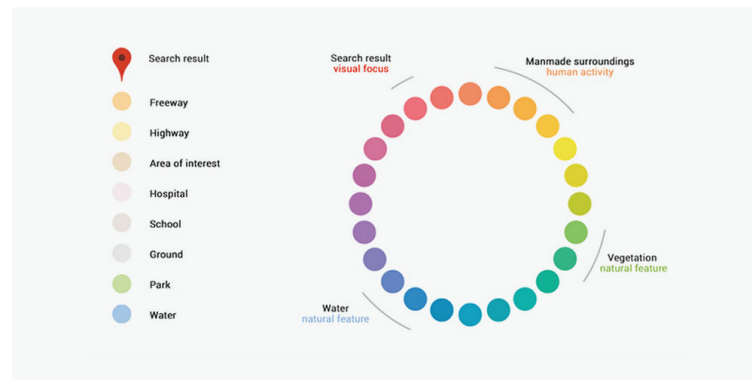 Search result
Freeway
Highway
Area of interest
Hospital
School
Ground
Park
Water
Search result
visual focus
Manmade surroundings
human activity
Vegetation
natural feature
Water
natural feature